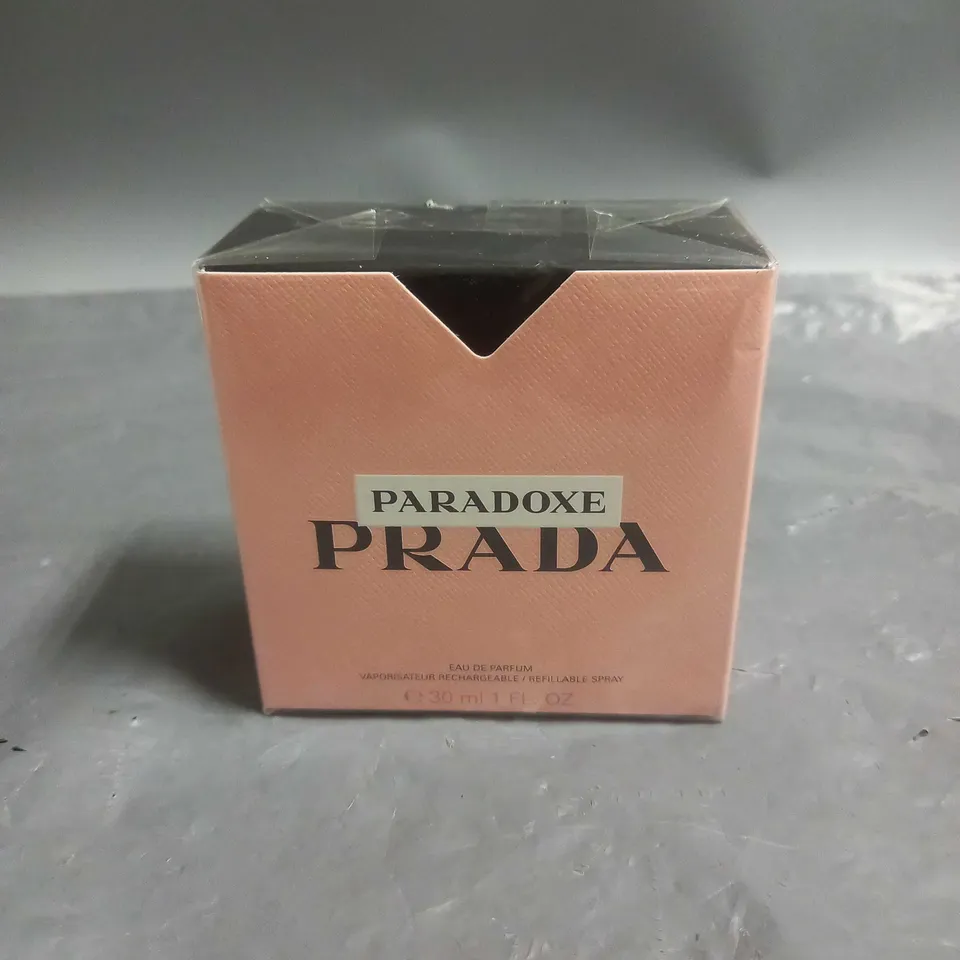 PARADOXE
PRADA
EAU DE PARFUM
VAPORISATEUR RECHARGEABLE / REFILLABLE SPRAY
℮ 30 ml 1 FL. OZ